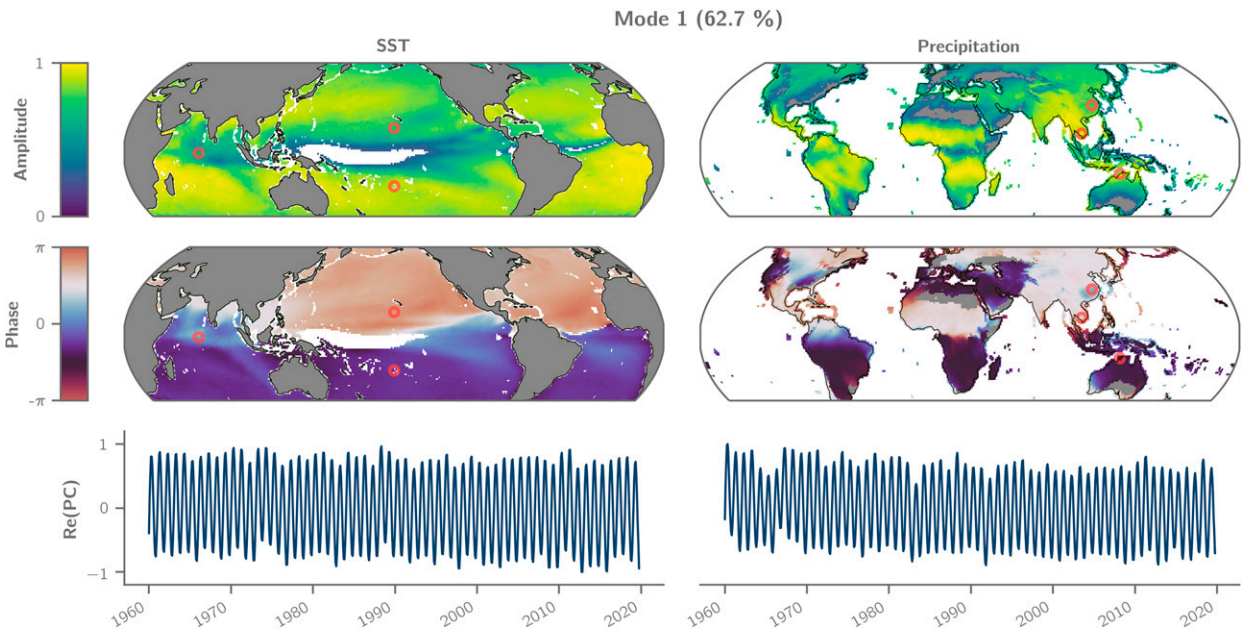 Mode 1 (62.7 %)
SST
Precipitation
1
Amplitude
0
π
Phase
0
-π
1
Re(PC)
0
−1
1960
1970
1980
1990
2000
2010
2020
1960
1970
1980
1990
2000
2010
2020